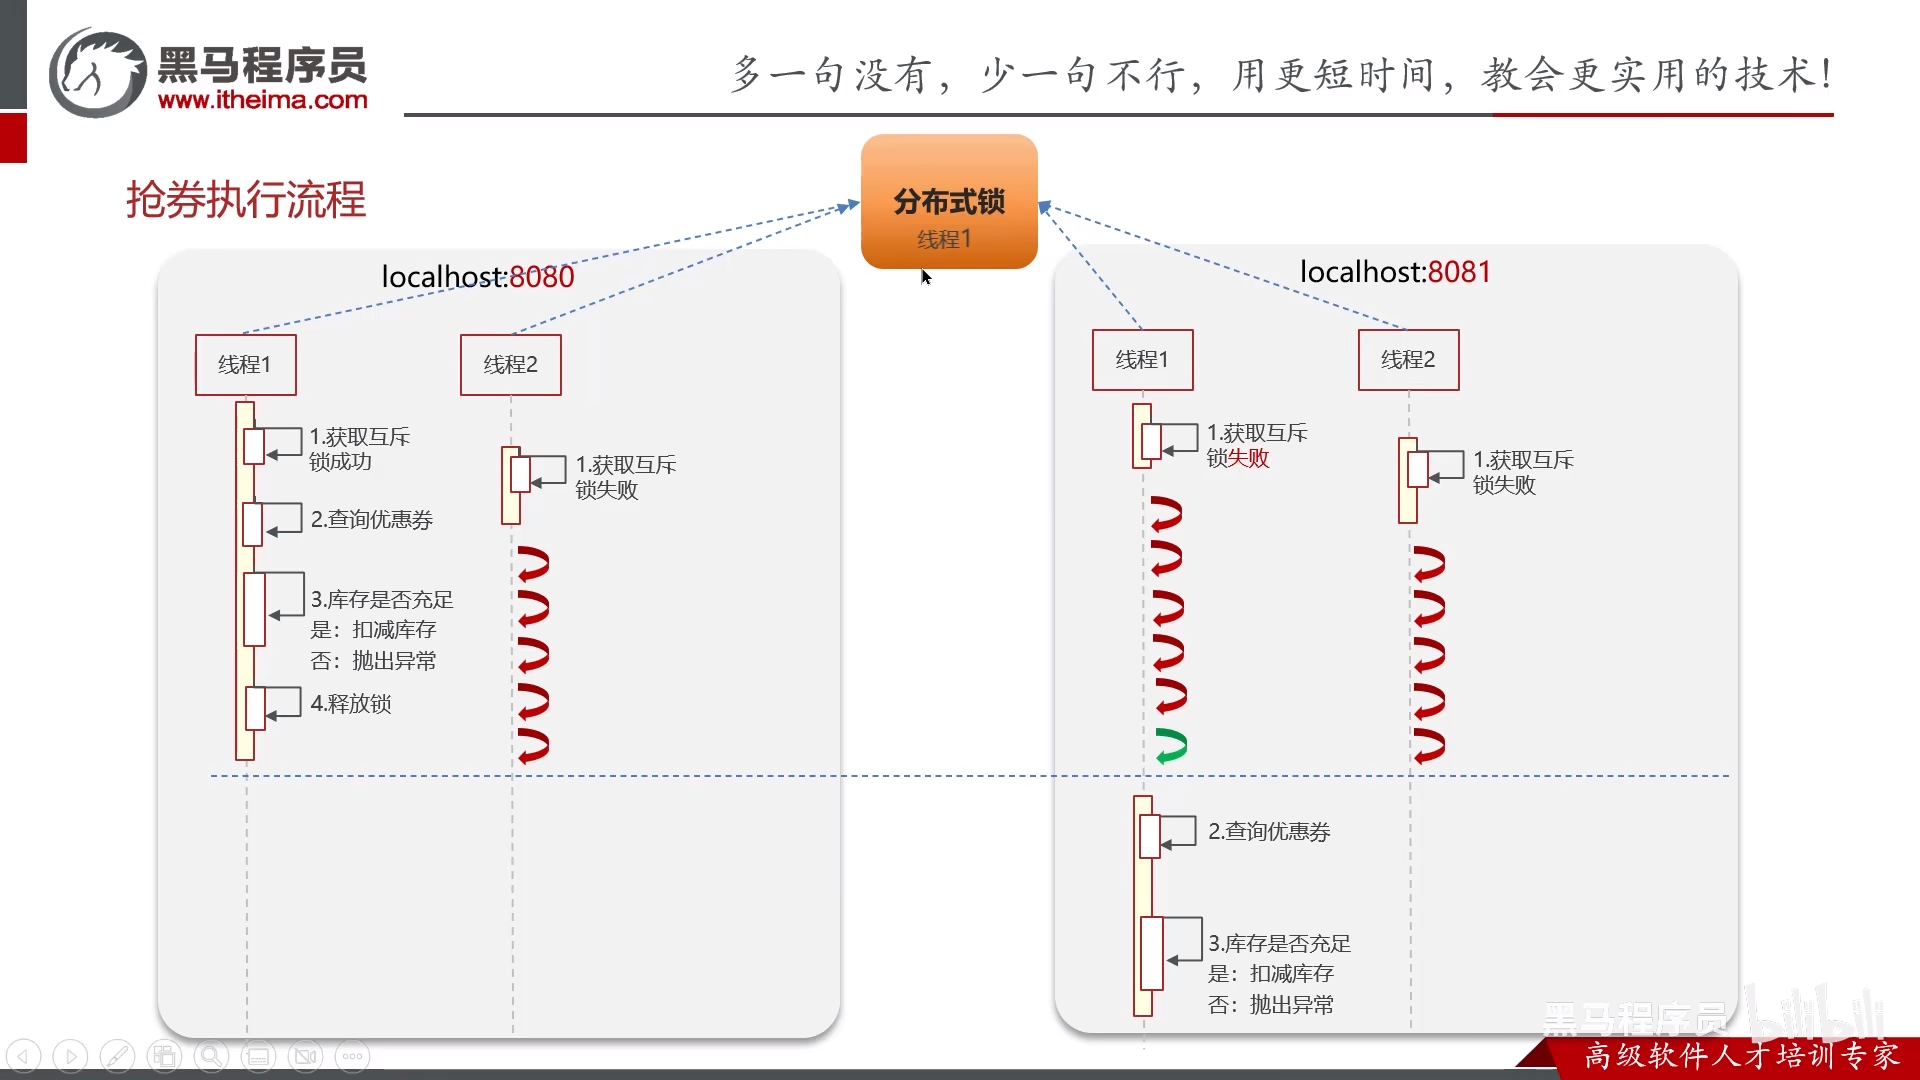 黑马程序员
www.itheima.com
多一句没有，少一句不行，用更短时间，教会更实用的技术！
抢券执行流程
分布式锁
线程1
localhost:8080
线程1
线程2
1.获取互斥
锁成功
2.查询优惠券
3.库存是否充足
是：扣减库存
否：抛出异常
4.释放锁
1.获取互斥
锁失败
localhost:8081
线程1
线程2
1.获取互斥
锁失败
1.获取互斥
锁失败
2.查询优惠券
3.库存是否充足
是：扣减库存
否：抛出异常
黑马程序员 bilibili
高级软件人才培训专家